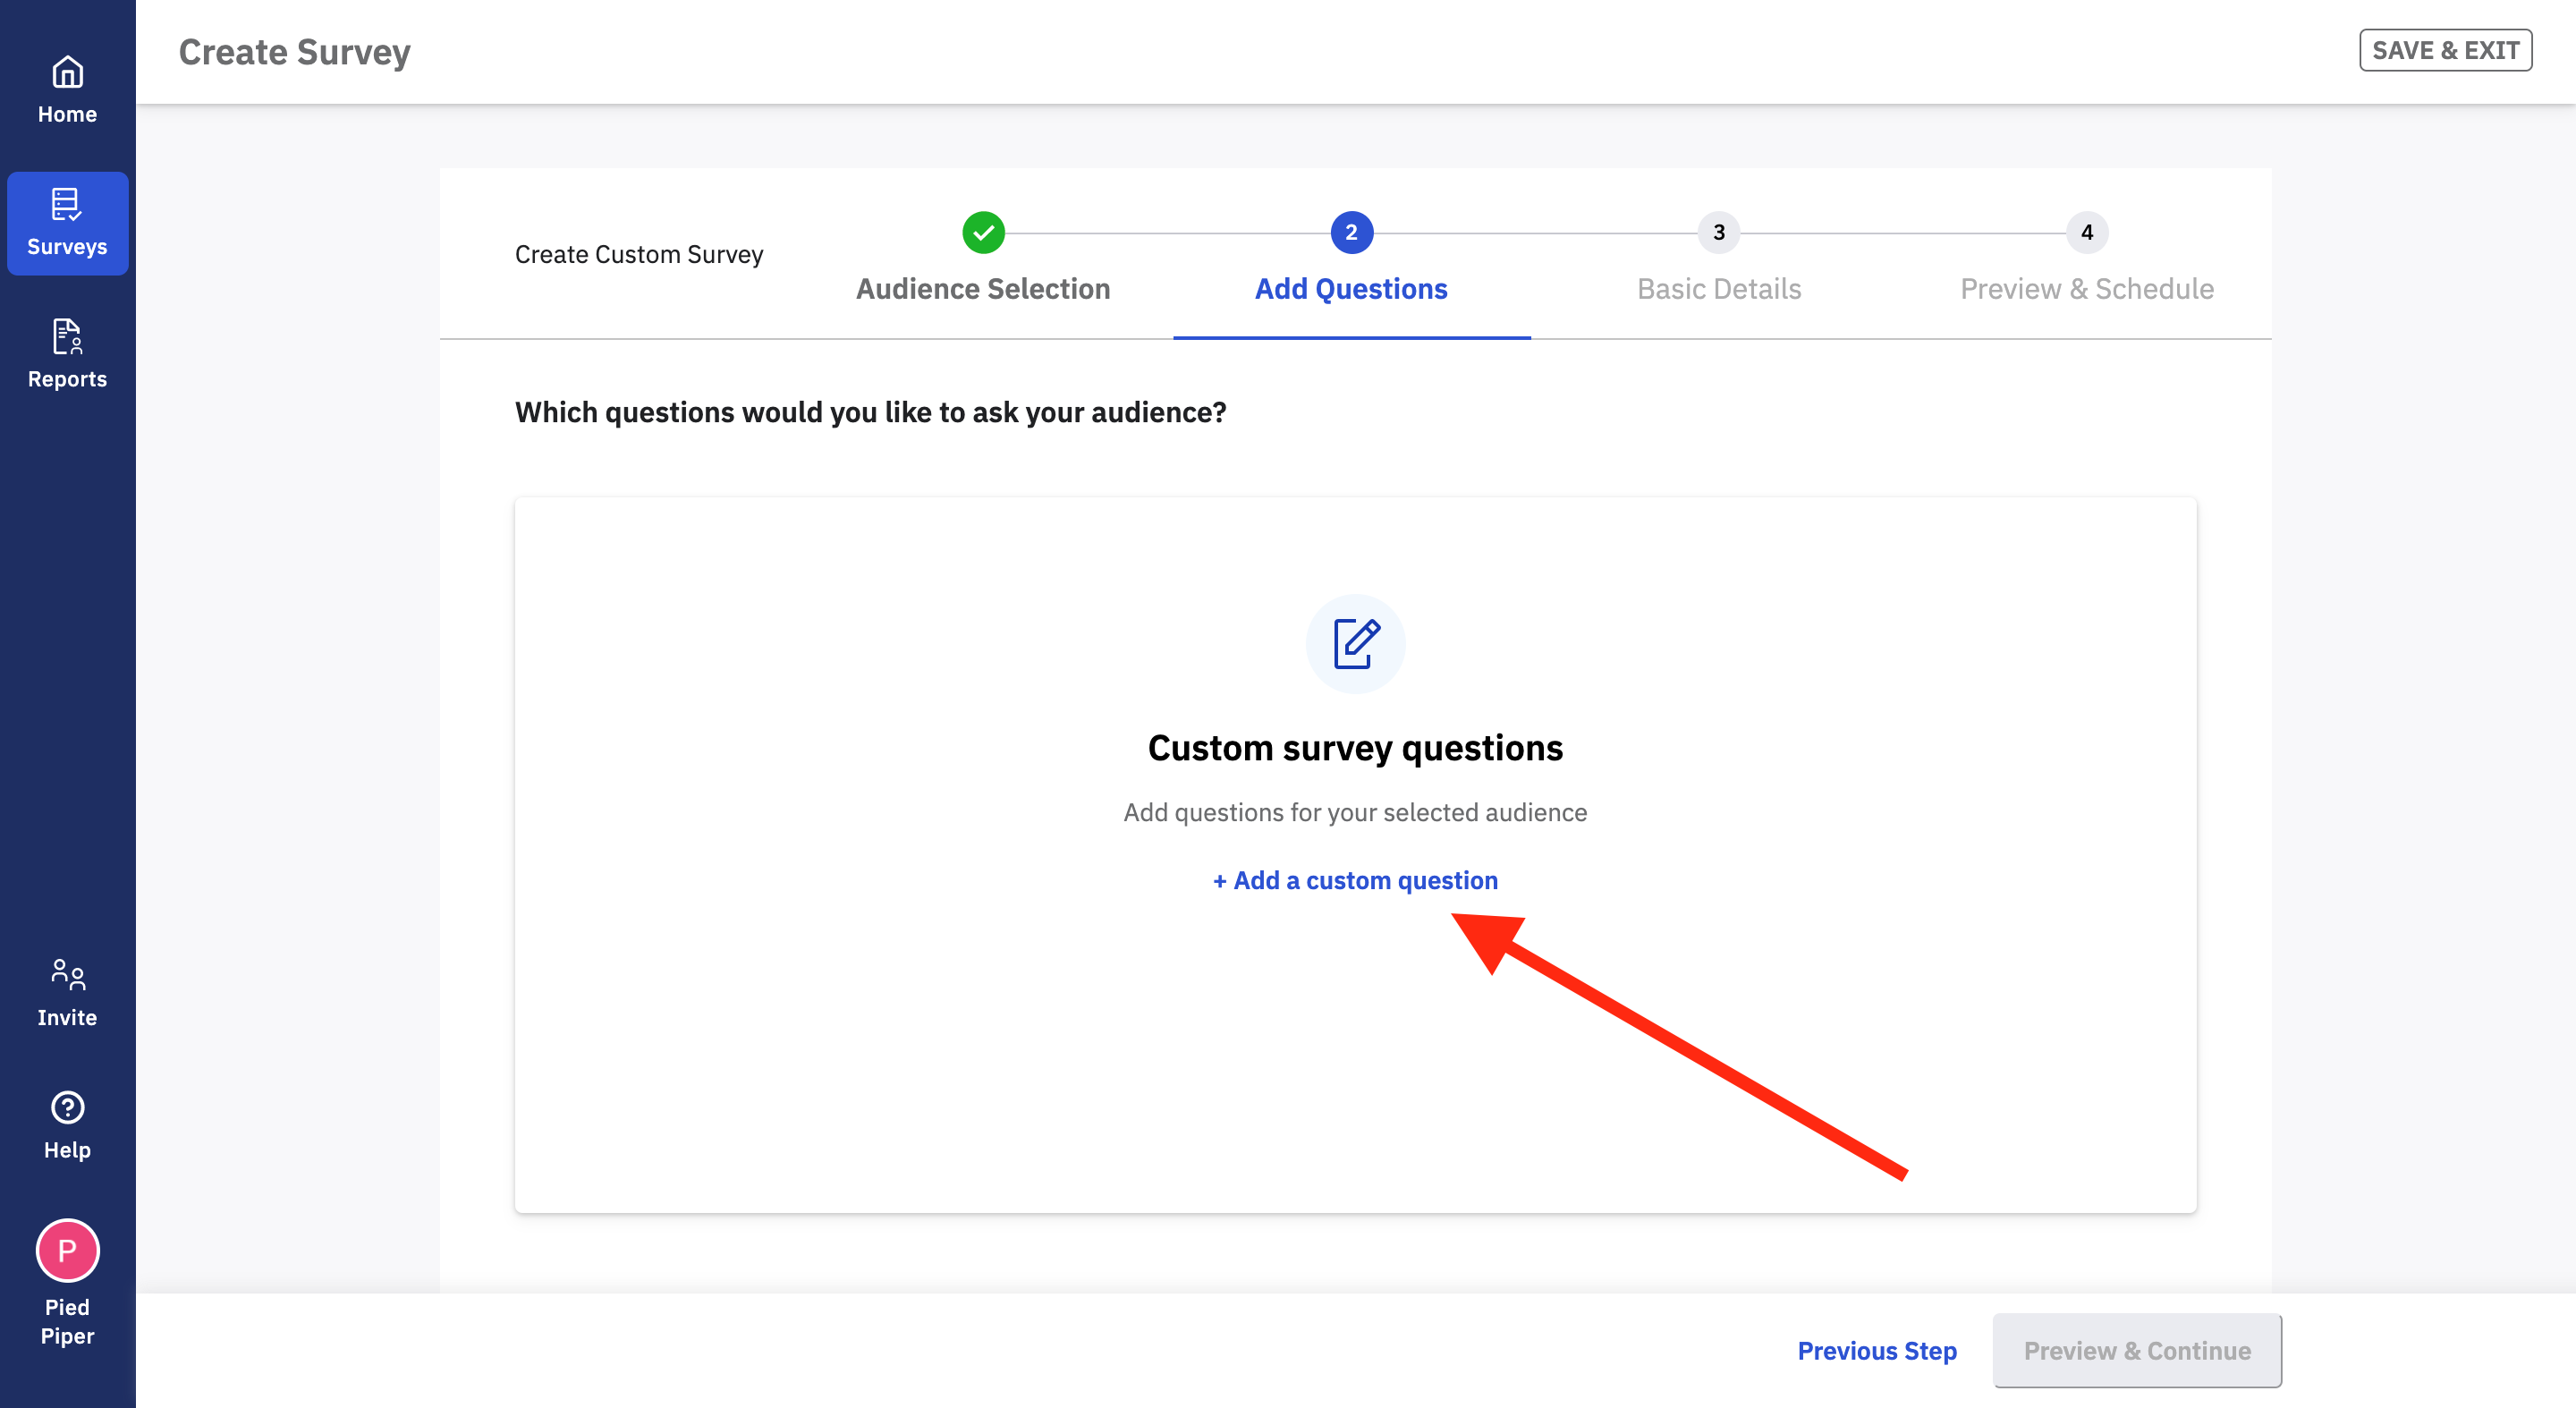 Create Survey
SAVE & EXIT
Home
Surveys
Reports
Invite
Help
P
Pied
Piper
Create Custom Survey
Audience Selection
2
Add Questions
3
Basic Details
4
Preview & Schedule
Which questions would you like to ask your audience?
Custom survey questions
Add questions for your selected audience
+ Add a custom question
Previous Step
Preview & Continue